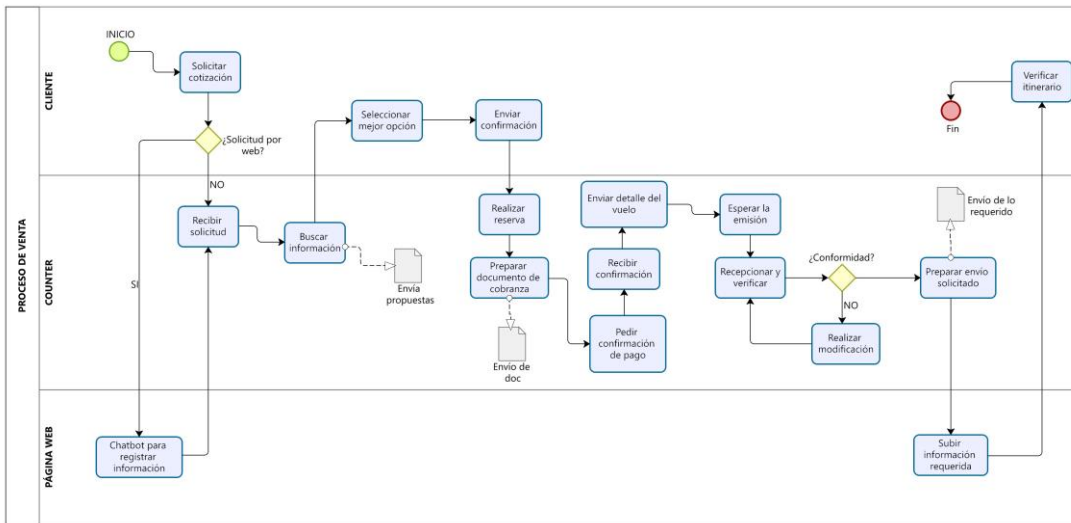 PROCESO DE VENTA
CLIENTE
INICIO
Solicitar
cotización
¿Solicitud por
web?
NO
SI
Seleccionar
mejor opción
Enviar
confirmación
Verificar
itinerario
Fin
COUNTER
Recibir
solicitud
Buscar
información
Envía
propuestas
Realizar
reserva
Preparar
documento de
cobranza
Envío de
doc
Enviar detalle del
vuelo
Recibir
confirmación
Pedir
confirmación
de pago
Esperar la
emisión
Recepcionar y
verificar
¿Conformidad?
NO
Realizar
modificación
Envío de lo
requerido
Preparar envio
solicitado
PÁGINA WEB
Chatbot para
registrar
información
Subir
información
requerida